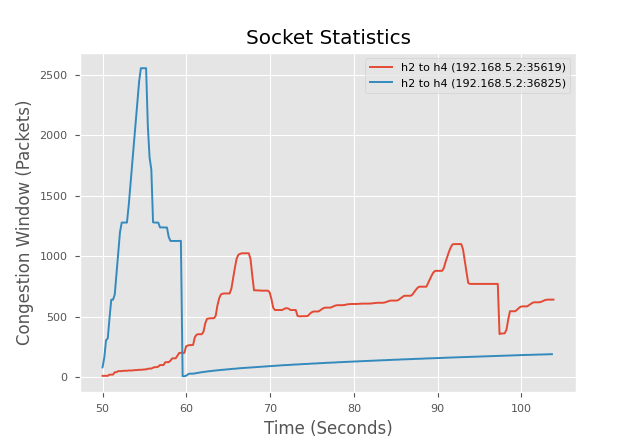 Socket Statistics
h2 to h4 (192.168.5.2:35619)
h2 to h4 (192.168.5.2:36825)
Congestion Window (Packets)
2500
2000
1500
1000
500
0
50 60 70 80 90 100
Time (Seconds)